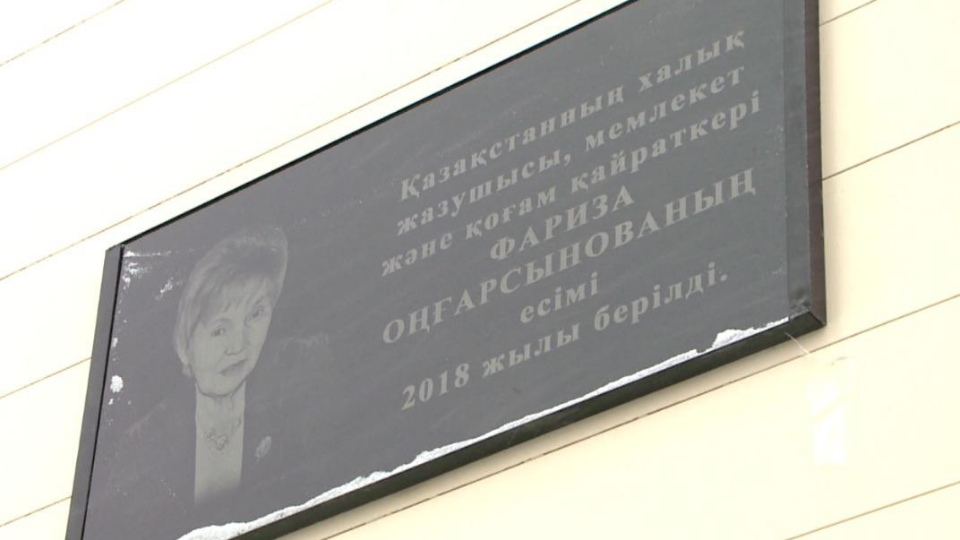 Қазақстанның халық
жазушысы, мемлекет
және қоғам қайраткері
ФАРИЗА
ОҢҒАРСЫНОВАНЫҢ
есімі
2018 жылы берілді.